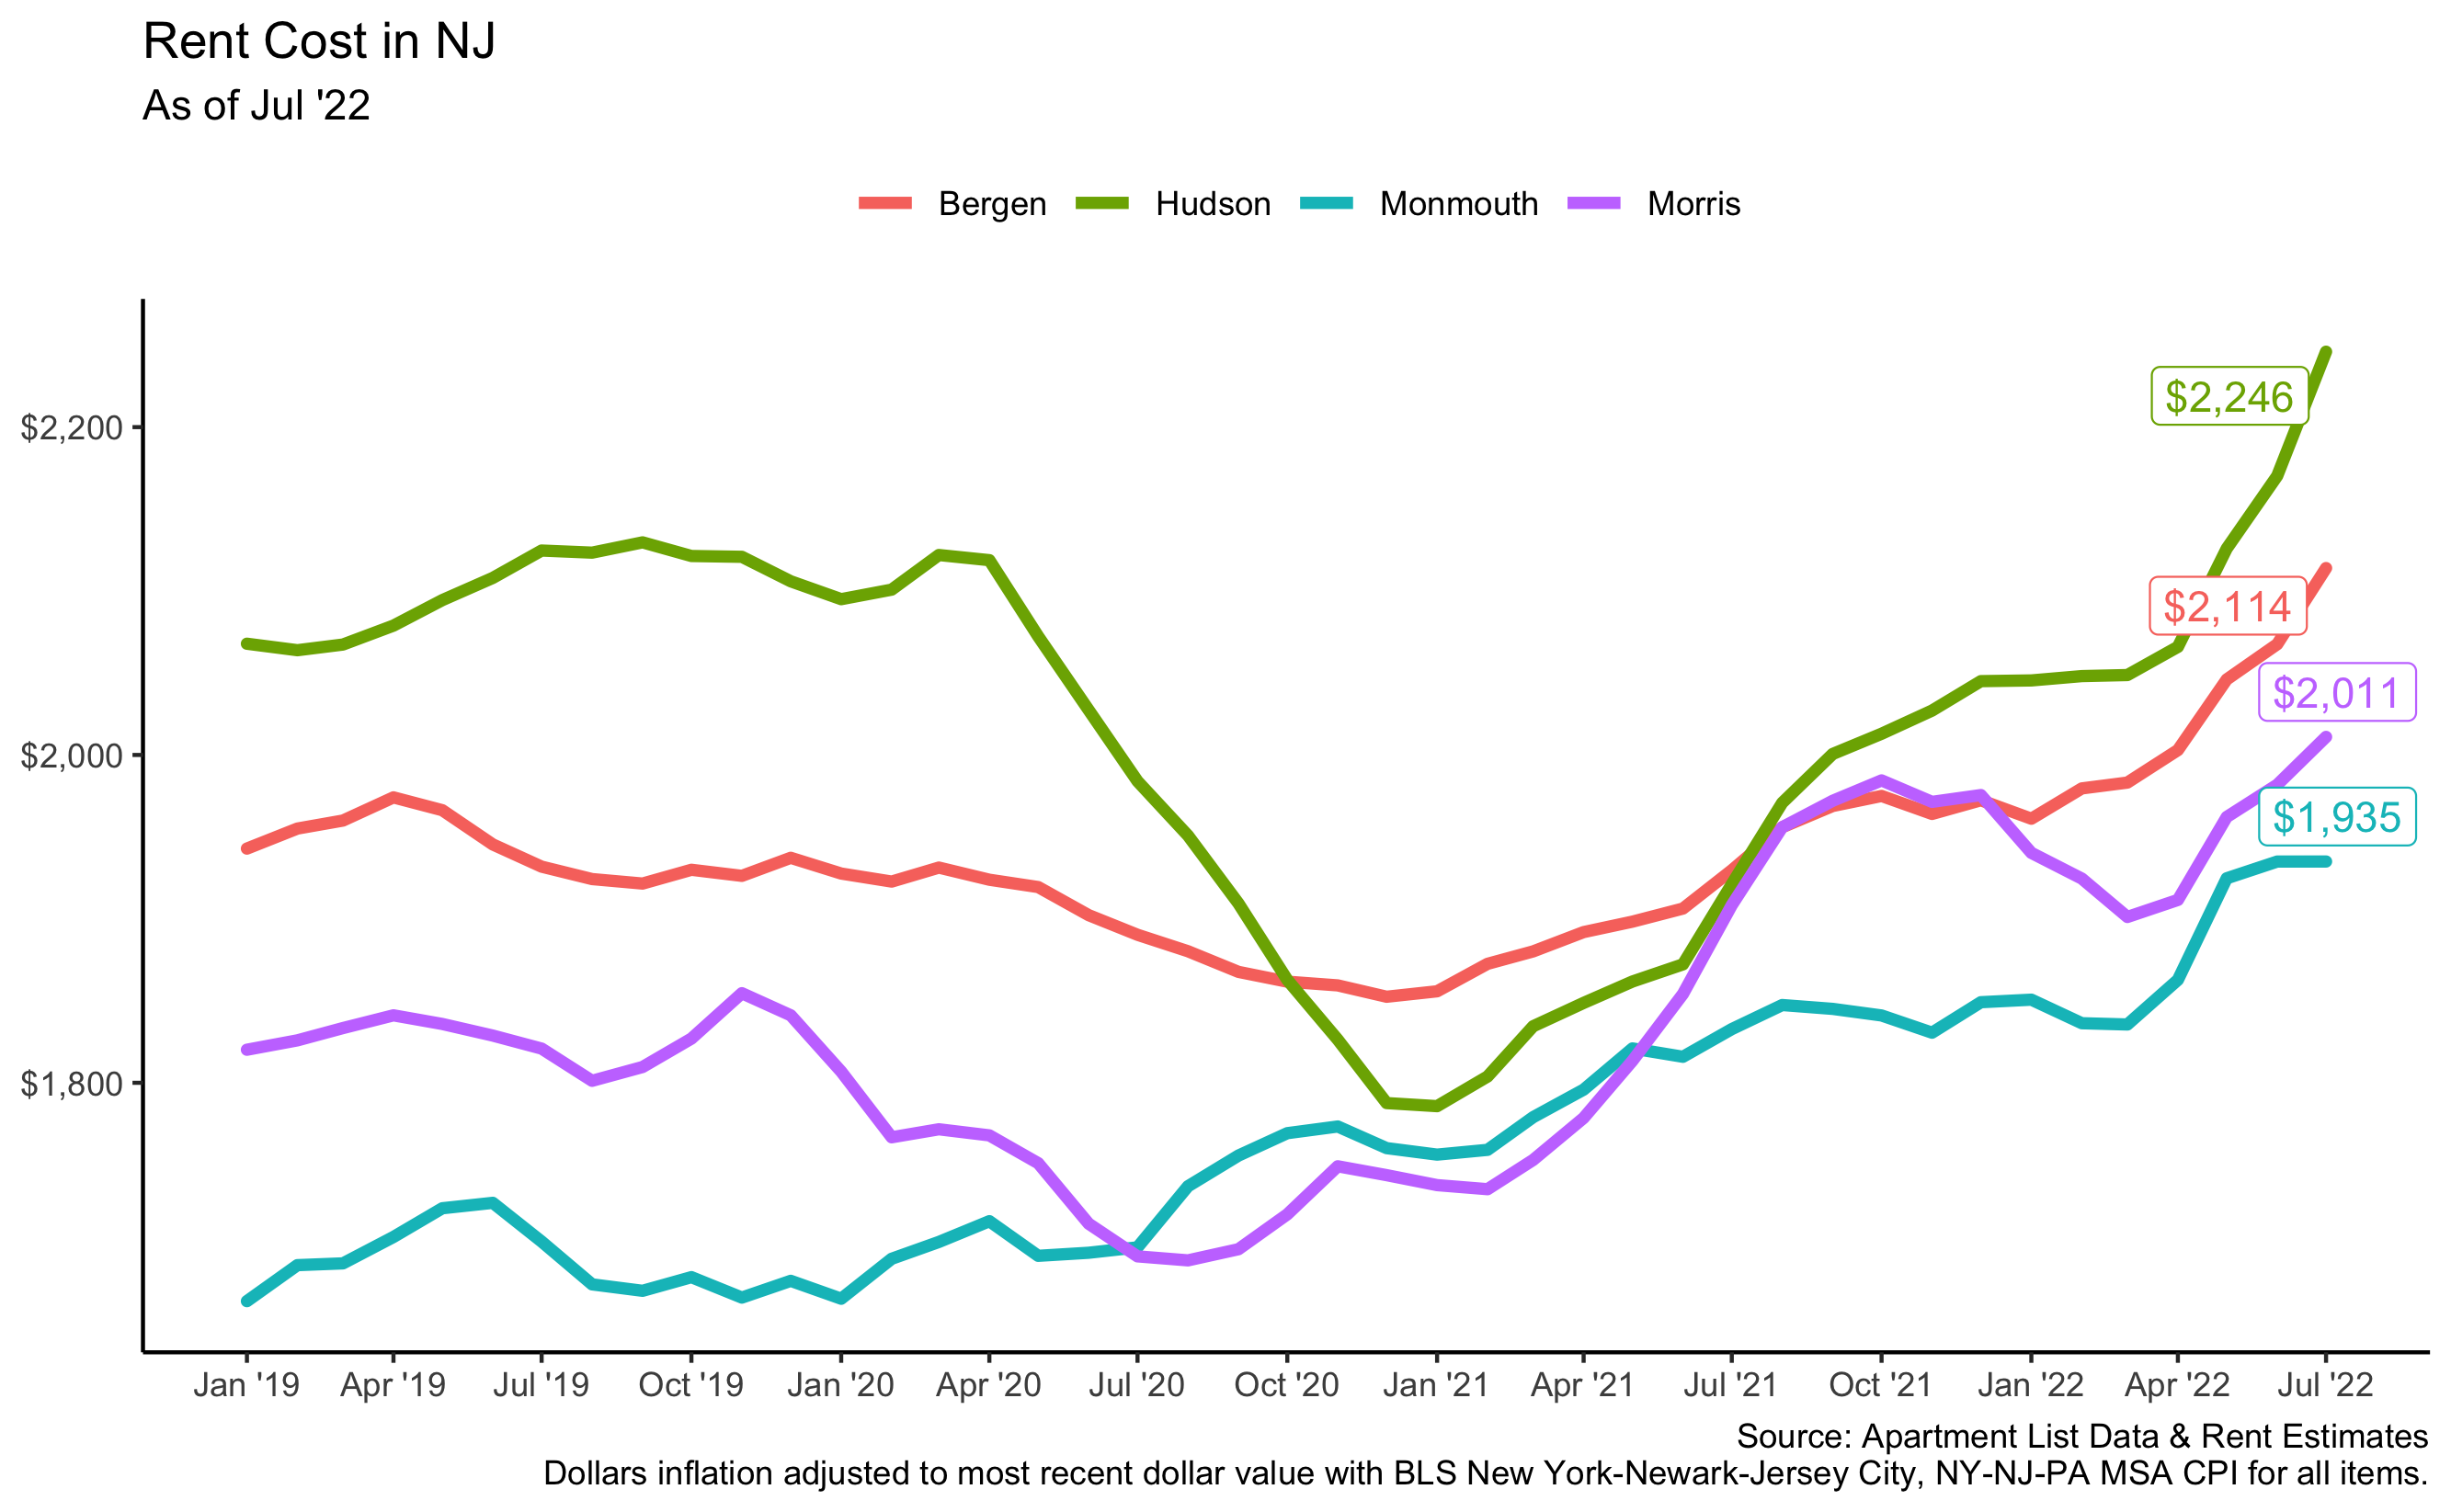 Rent Cost in NJ
As of Jul '22
Bergen Hudson Monmouth Morris
$2,246
$2,200
$2,114
$2,011
$2,000
$1,935
$1,800
Jan '19 Apr '19 Jul '19 Oct '19 Jan '20 Apr '20 Jul '20 Oct '20 Jan '21 Apr '21 Jul '21 Oct '21 Jan '22 Apr '22 Jul '22
Source: Apartment List Data & Rent Estimates
Dollars inflation adjusted to most recent dollar value with BLS New York-Newark-Jersey City, NY-NJ-PA MSA CPI for all items.